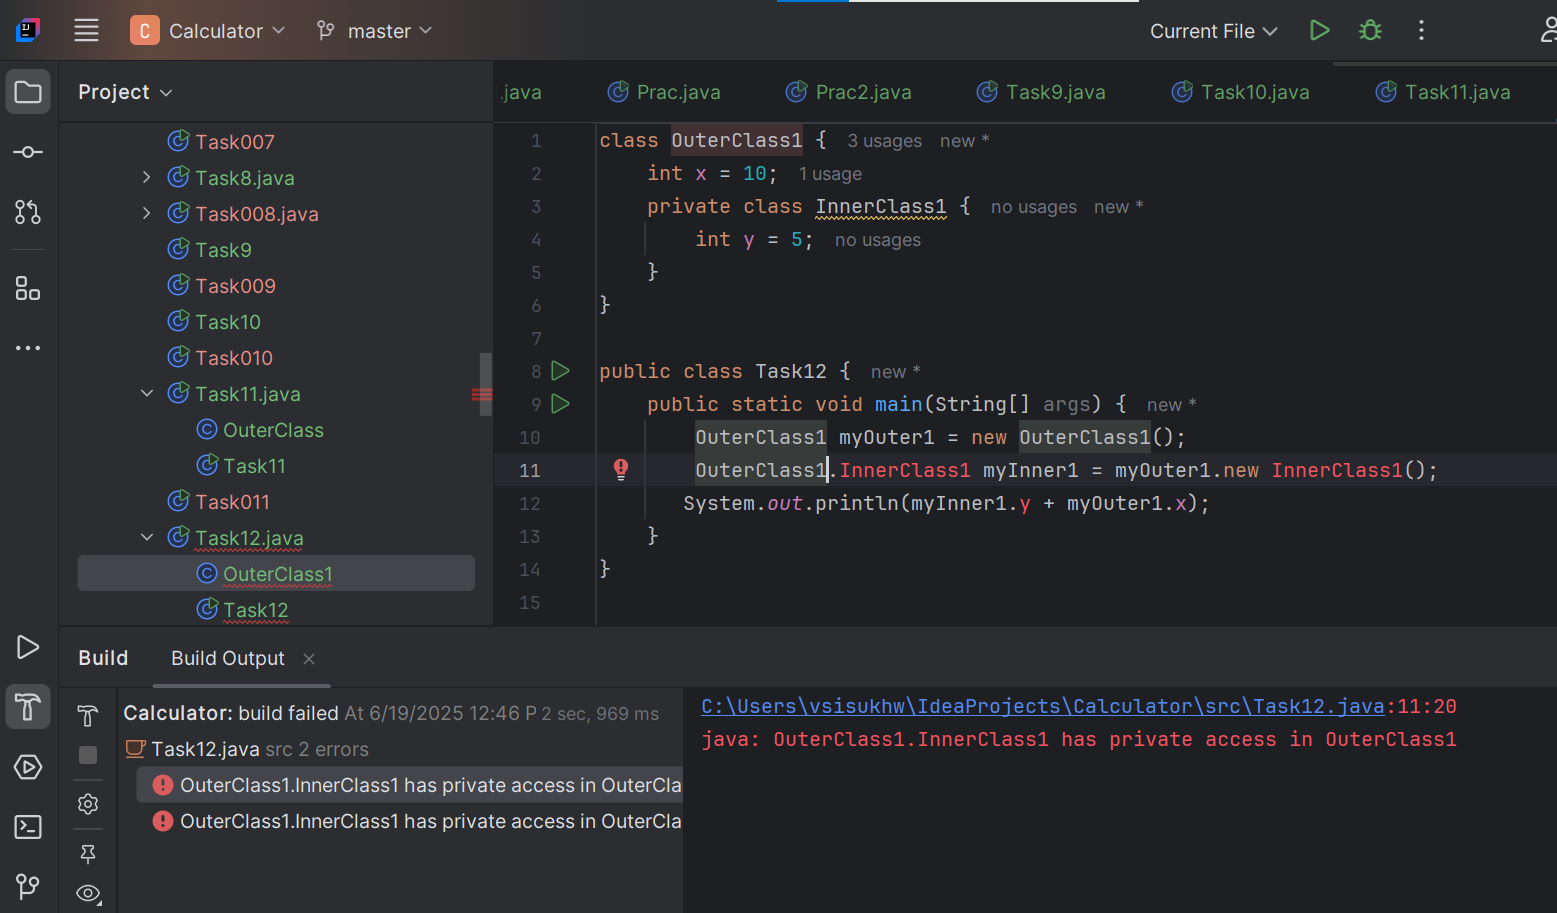 C Calculator master Current File
Project
.java Prac.java Prac2.java Task9.java Task10.java Task11.java
Task007
Task8.java
Task008.java
Task9
Task009
Task10
Task010
Task11.java
OuterClass
Task11
Task011
Task12.java
OuterClass1
Task12
1 class OuterClass1 { 3 usages new *
2 int x = 10; 1 usage
3 private class InnerClass1 { no usages new *
4 int y = 5; no usages
5 }
6 }
7
8 public class Task12 { new *
9 public static void main(String[] args) { new *
10 OuterClass1 myOuter1 = new OuterClass1();
11 OuterClass1.InnerClass1 myInner1 = myOuter1.new InnerClass1();
12 System.out.println(myInner1.y + myOuter1.x);
13 }
14 }
15
Build Build Output
Calculator: build failed At 6/19/2025 12:46 P 2 sec, 969 ms
Task12.java src 2 errors
OuterClass1.InnerClass1 has private access in OuterCla
OuterClass1.InnerClass1 has private access in OuterCla
C:\Users\vsisukhw\IdeaProjects\Calculator\src\Task12.java:11:20
java: OuterClass1.InnerClass1 has private access in OuterClass1